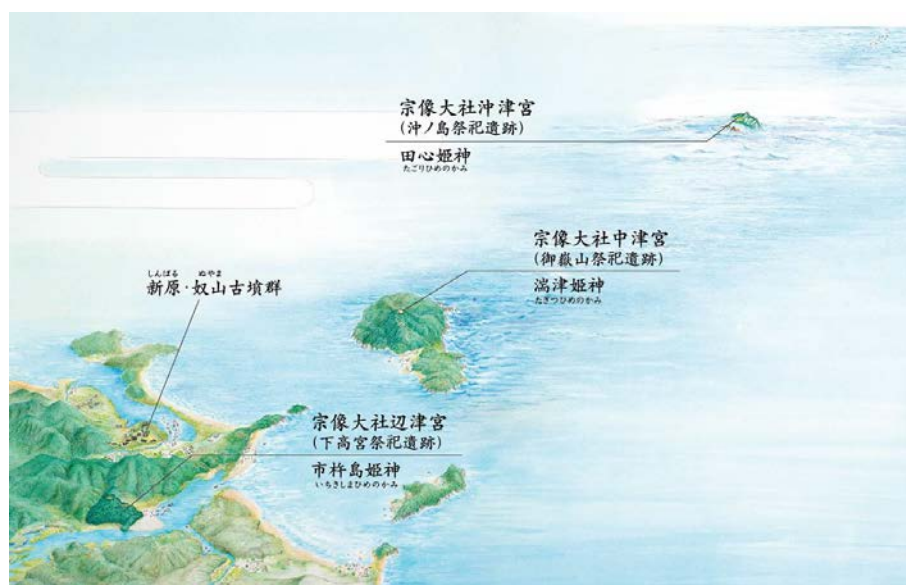 宗像大社沖津宮
(沖ノ島祭祀遺跡)
田心姫神
たごりひめのかみ
宗像大社中津宮
(御嶽山祭祀遺跡)
湍津姫神
たぎつひめのかみ
しんばる ぬやま
新原・奴山古墳群
宗像大社辺津宮
(下高宮祭祀遺跡)
市杵島姫神
いちきしまひめのかみ